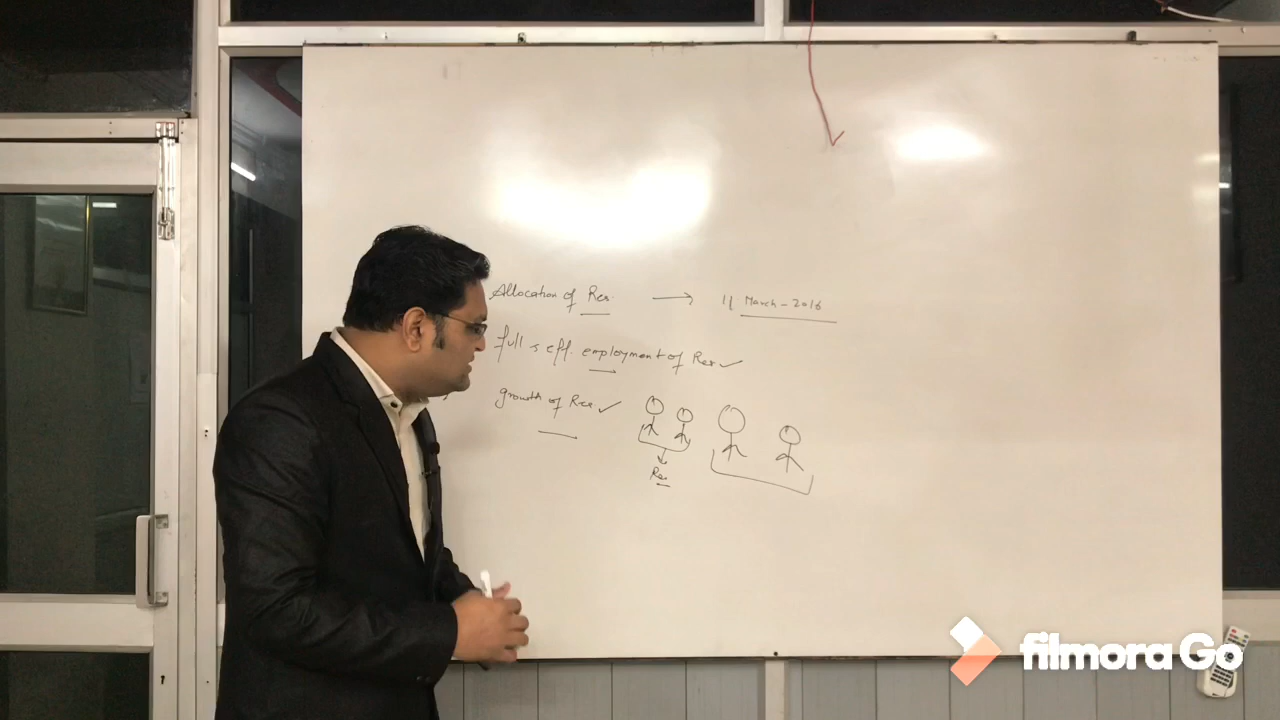 Allocation of Res. → 11 March-2016
full & eff. employment of Res ✓
growth of Res. ✓
Res.
filmora Go